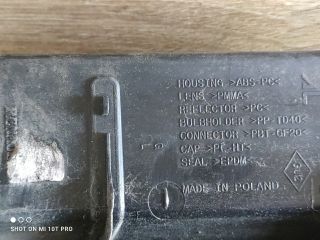 HOUSING >ABS-PC<
LENS >PMMA<
REFLECTOR >PC<
BULBHOLDER >PP-TD40<
CONNECTOR >PBT-GF20<
CAP >PC-HT<
SEAL >EPDM<
MADE IN POLAND
SHOT ON MI 10T PRO